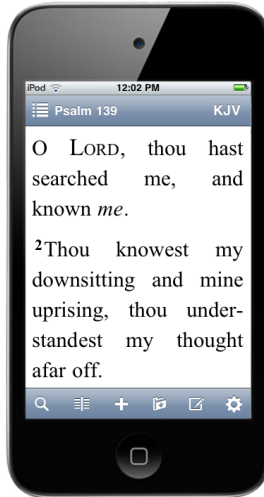 iPod 12:02 PM
Psalm 139 KJV
O LORD, thou hast
searched me, and
known me.
2Thou knowest my
downsitting and mine
uprising, thou under-
standest my thought
afar off.